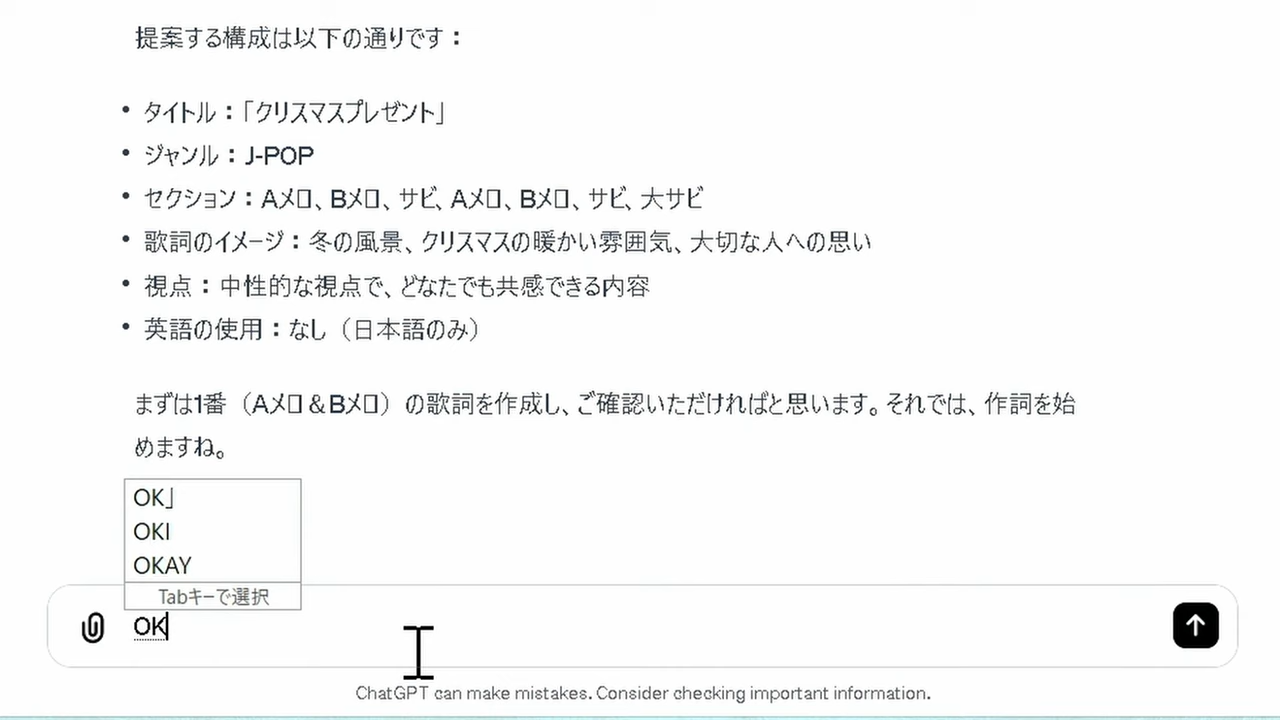 提案する構成は以下の通りです：
• タイトル：「クリスマスプレゼント」
• ジャンル：J-POP
• セクション：Aメロ、Bメロ、サビ、Aメロ、Bメロ、サビ、大サビ
• 歌詞のイメージ：冬の風景、クリスマスの暖かい雰囲気、大切な人への思い
• 視点：中性的な視点で、どなたでも共感できる内容
• 英語の使用：なし（日本語のみ）
まずは1番（Aメロ＆Bメロ）の歌詞を作成し、ご確認いただければと思います。それでは、作詞を始
めますね。
OK」
OKI
OKAY
Tabキーで選択
OK
ChatGPT can make mistakes. Consider checking important information.